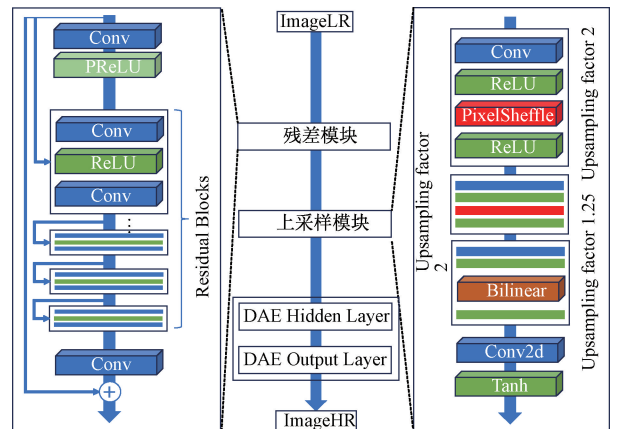 Conv
PReLU
Conv
ReLU
Conv
⋮
Residual Blocks
Conv
+
ImageLR
残差模块
上采样模块
DAE Hidden Layer
DAE Output Layer
ImageHR
Upsampling factor
2
Conv
ReLU
PixelSheffle
ReLU
Upsampling factor 2
Bilinear
Upsampling factor 1.25
Conv2d
Tanh